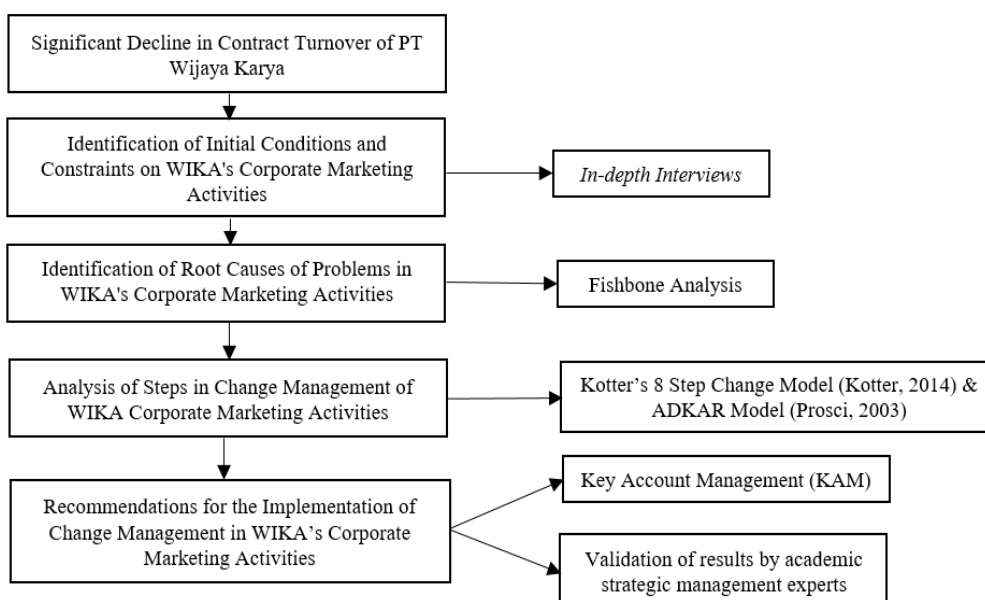 Significant Decline in Contract Turnover of PT
Wijaya Karya
Identification of Initial Conditions and
Constraints on WIKA's Corporate Marketing
Activities
In-depth Interviews
Identification of Root Causes of Problems in
WIKA's Corporate Marketing Activities
Fishbone Analysis
Analysis of Steps in Change Management of
WIKA Corporate Marketing Activities
Kotter's 8 Step Change Model (Kotter, 2014) &
ADKAR Model (Prosci, 2003)
Recommendations for the Implementation of
Change Management in WIKA’s Corporate
Marketing Activities
Key Account Management (KAM)
Validation of results by academic
strategic management experts